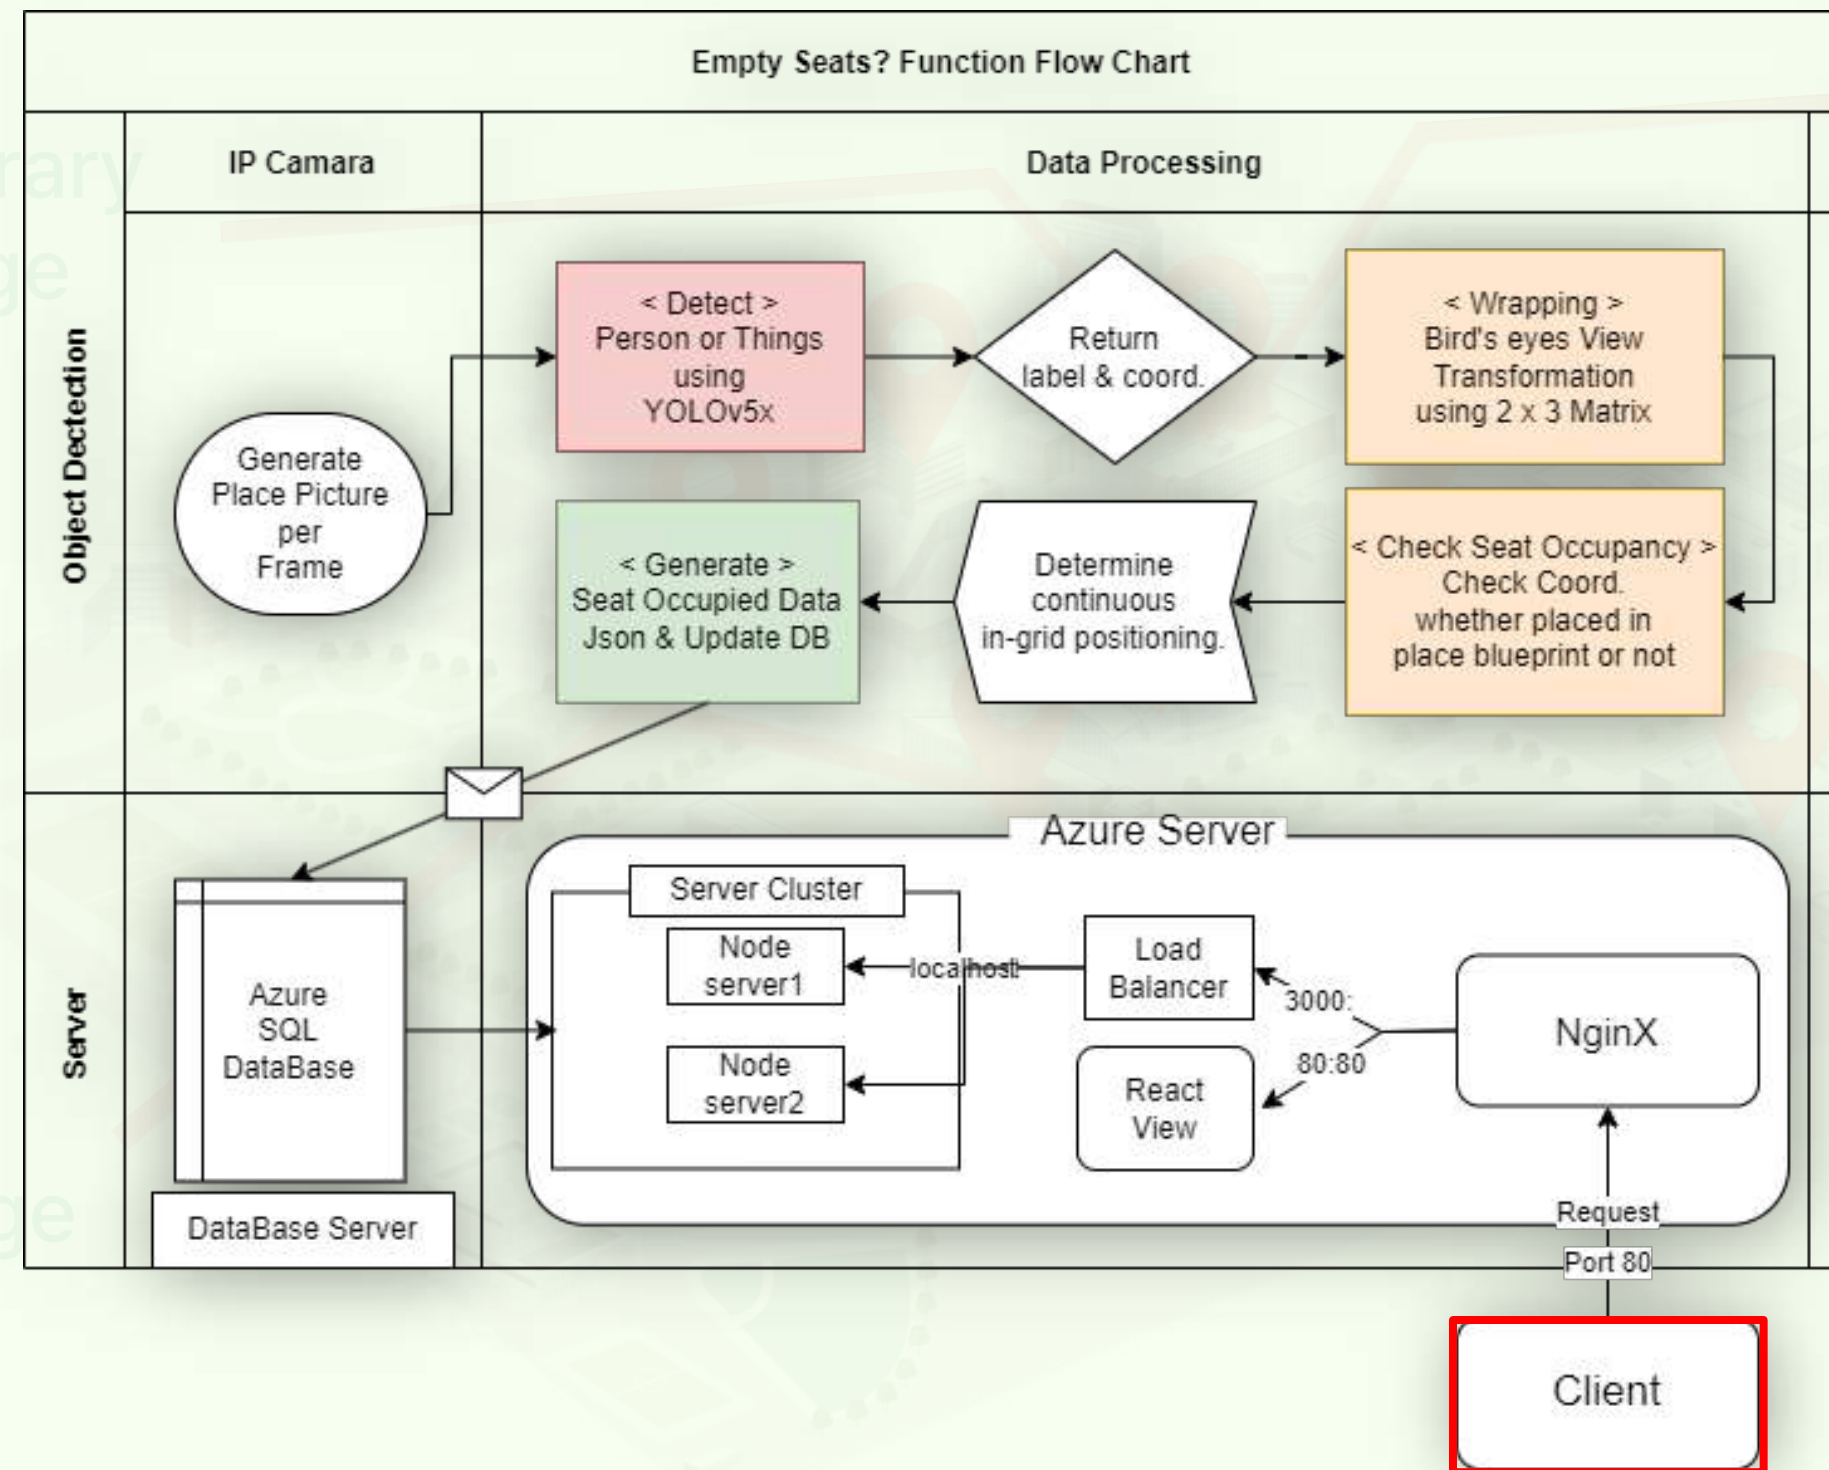 Empty Seats? Function Flow Chart
IP Camara
Data Processing
Object Dectection
Generate
Place Picture
per
Frame
< Detect >
Person or Things
using
YOLOv5x
Return
label & coord.
< Wrapping >
Bird's eyes View
Transformation
using 2 x 3 Matrix
< Check Seat Occupancy >
Check Coord.
whether placed in
place blueprint or not
Determine
continuous
in-grid positioning.
< Generate >
Seat Occupied Data
Json & Update DB
Server
Azure
SQL
DataBase
DataBase Server
Azure Server
Server Cluster
Node
server1
Node
server2
localhost:
Load
Balancer
React
View
3000:
80:80
NginX
Request
Port 80
Client